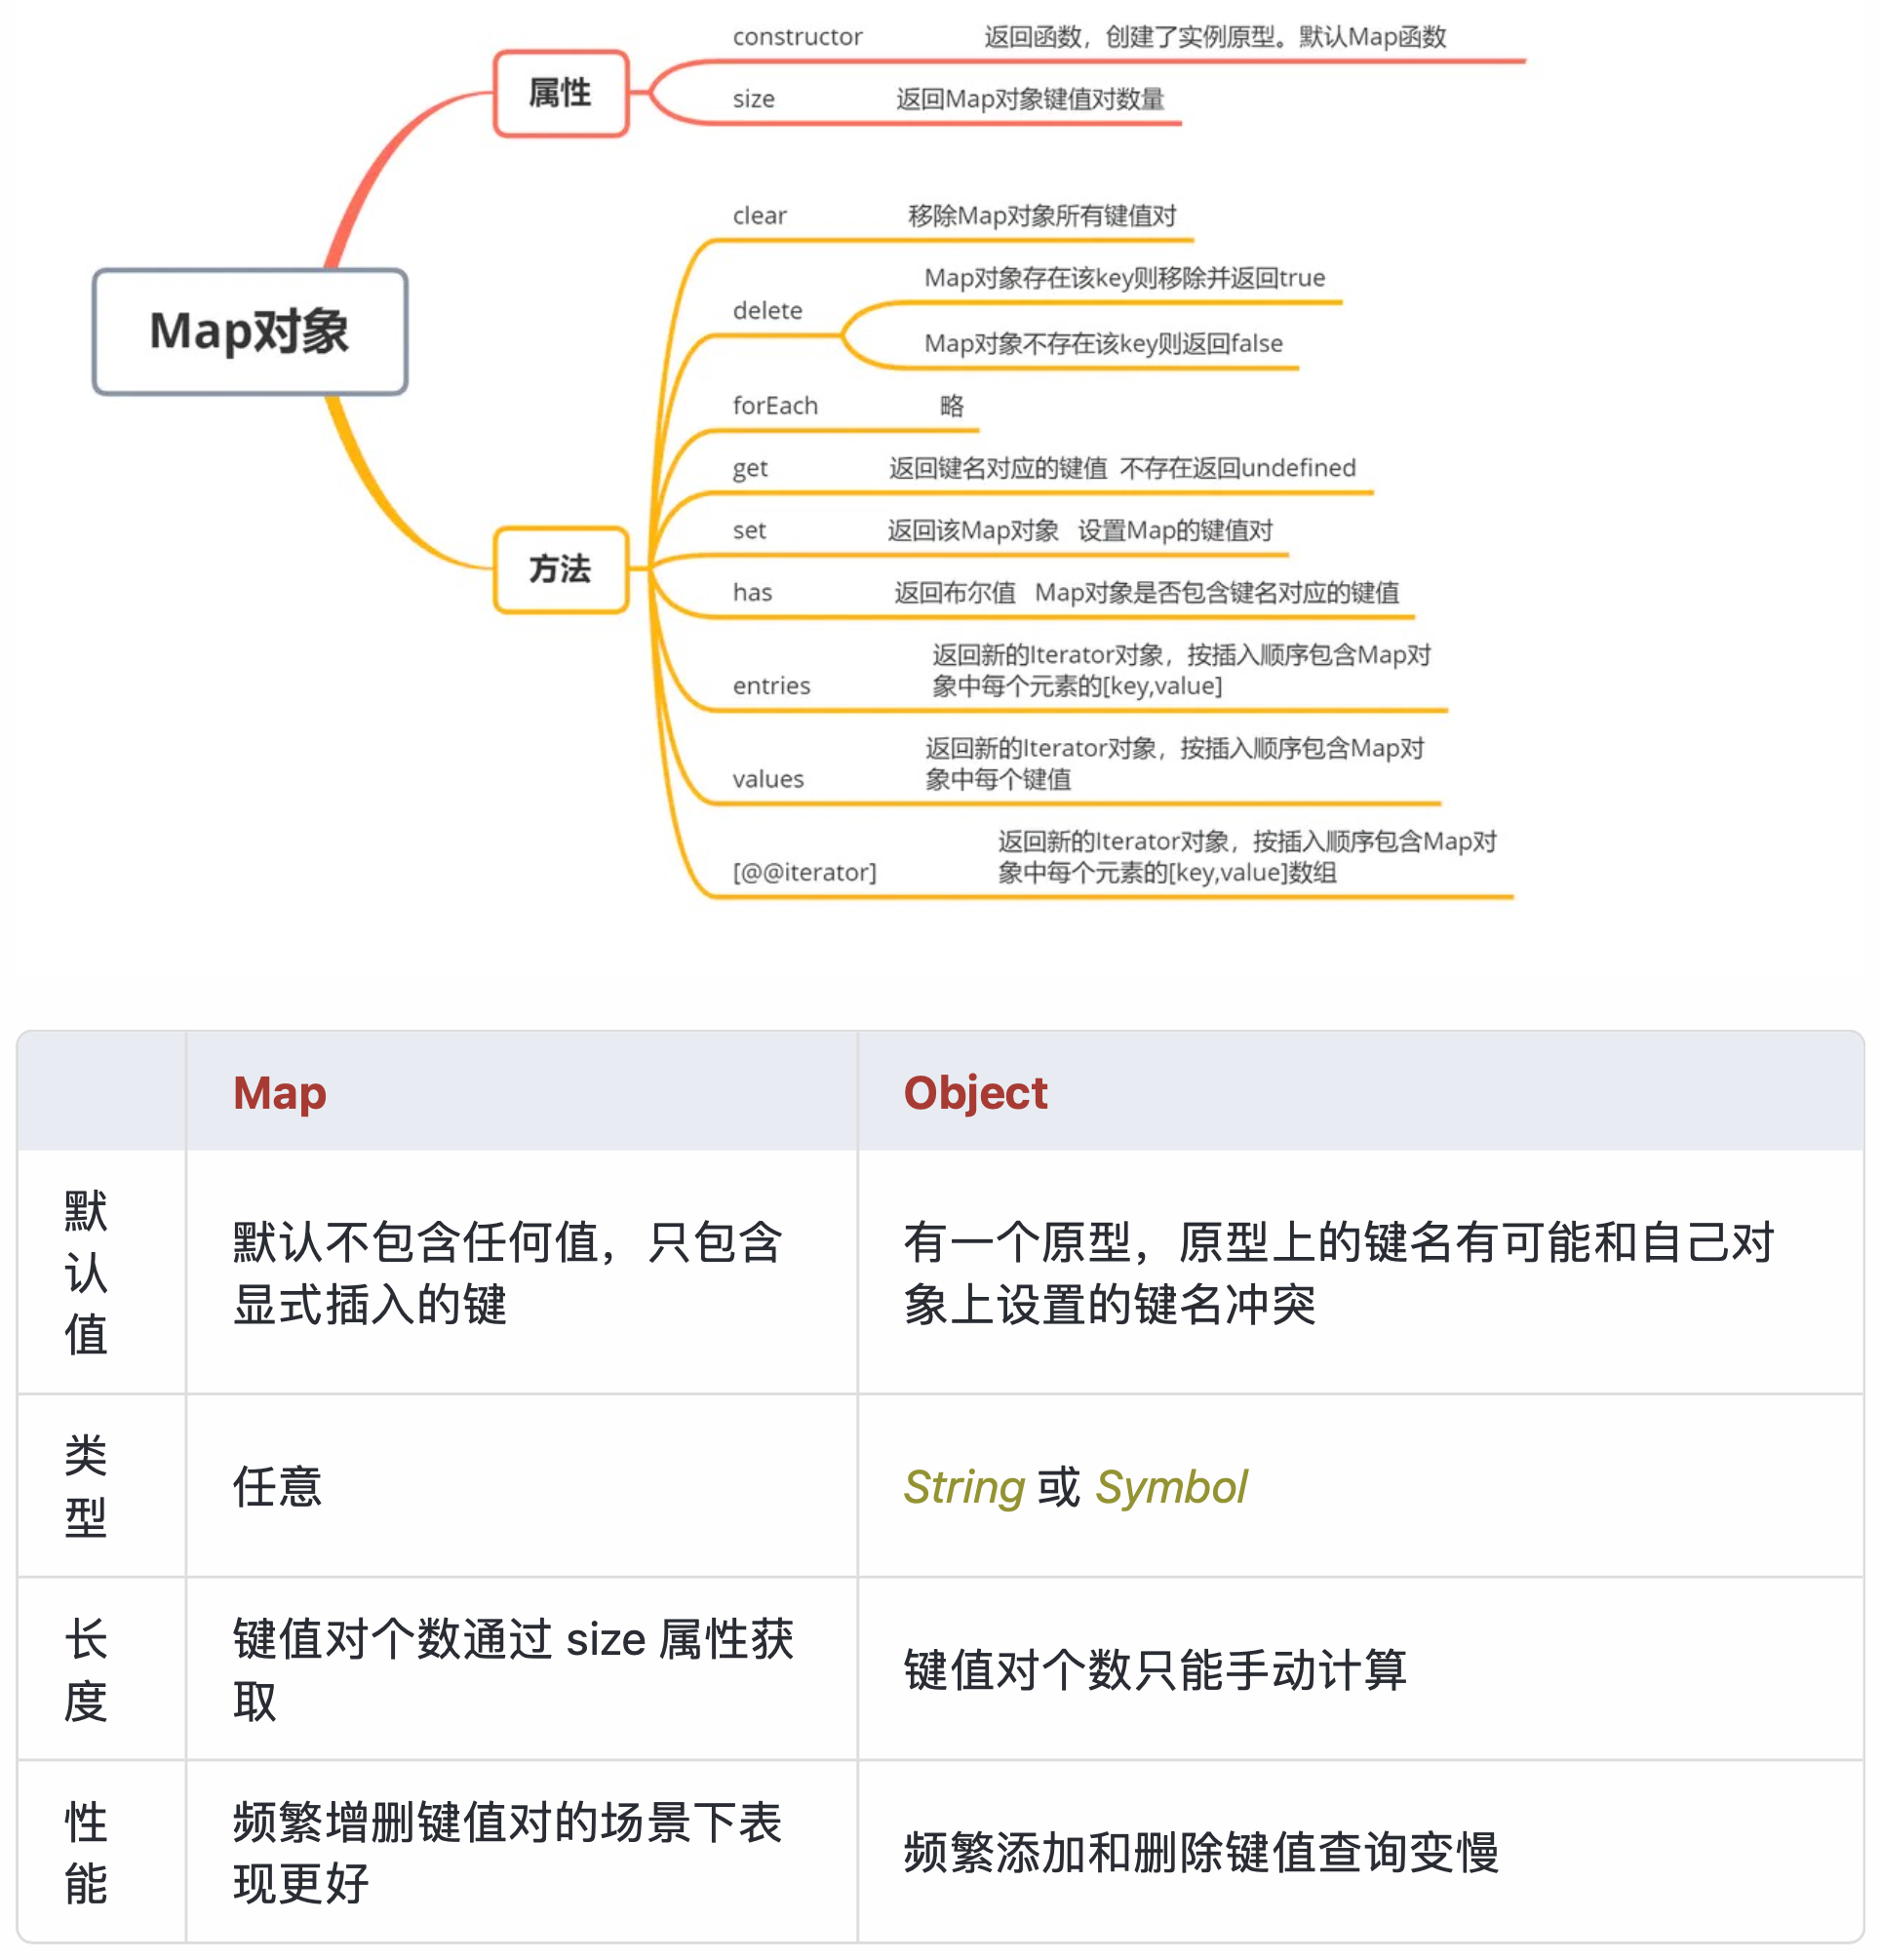 constructor 返回函数，创建了实例原型。默认Map函数
属性
size 返回Map对象键值对数量
clear 移除Map对象所有键值对
Map对象存在该key则移除并返回true
delete
Map对象
Map对象不存在该key则返回false
forEach 略
get 返回键名对应的键值 不存在返回undefined
set 返回该Map对象 设置Map的键值对
方法
has 返回布尔值 Map对象是否包含键名对应的键值
返回新的Iterator对象，按插入顺序包含Map对
entries 象中每个元素的[key,value]
返回新的Iterator对象，按插入顺序包含Map对
values 象中每个键值
返回新的Iterator对象，按插入顺序包含Map对
[@@iterator] 象中每个元素的[key,value]数组
Map Object
默
认
值
默认不包含任何值，只包含
显式插入的键
有一个原型，原型上的键名有可能和自己对
象上设置的键名冲突
类
型
任意
String 或 Symbol
长
度
键值对个数通过 size 属性获
取
键值对个数只能手动计算
性
能
频繁增删键值对的场景下表
现更好
频繁添加和删除键值查询变慢